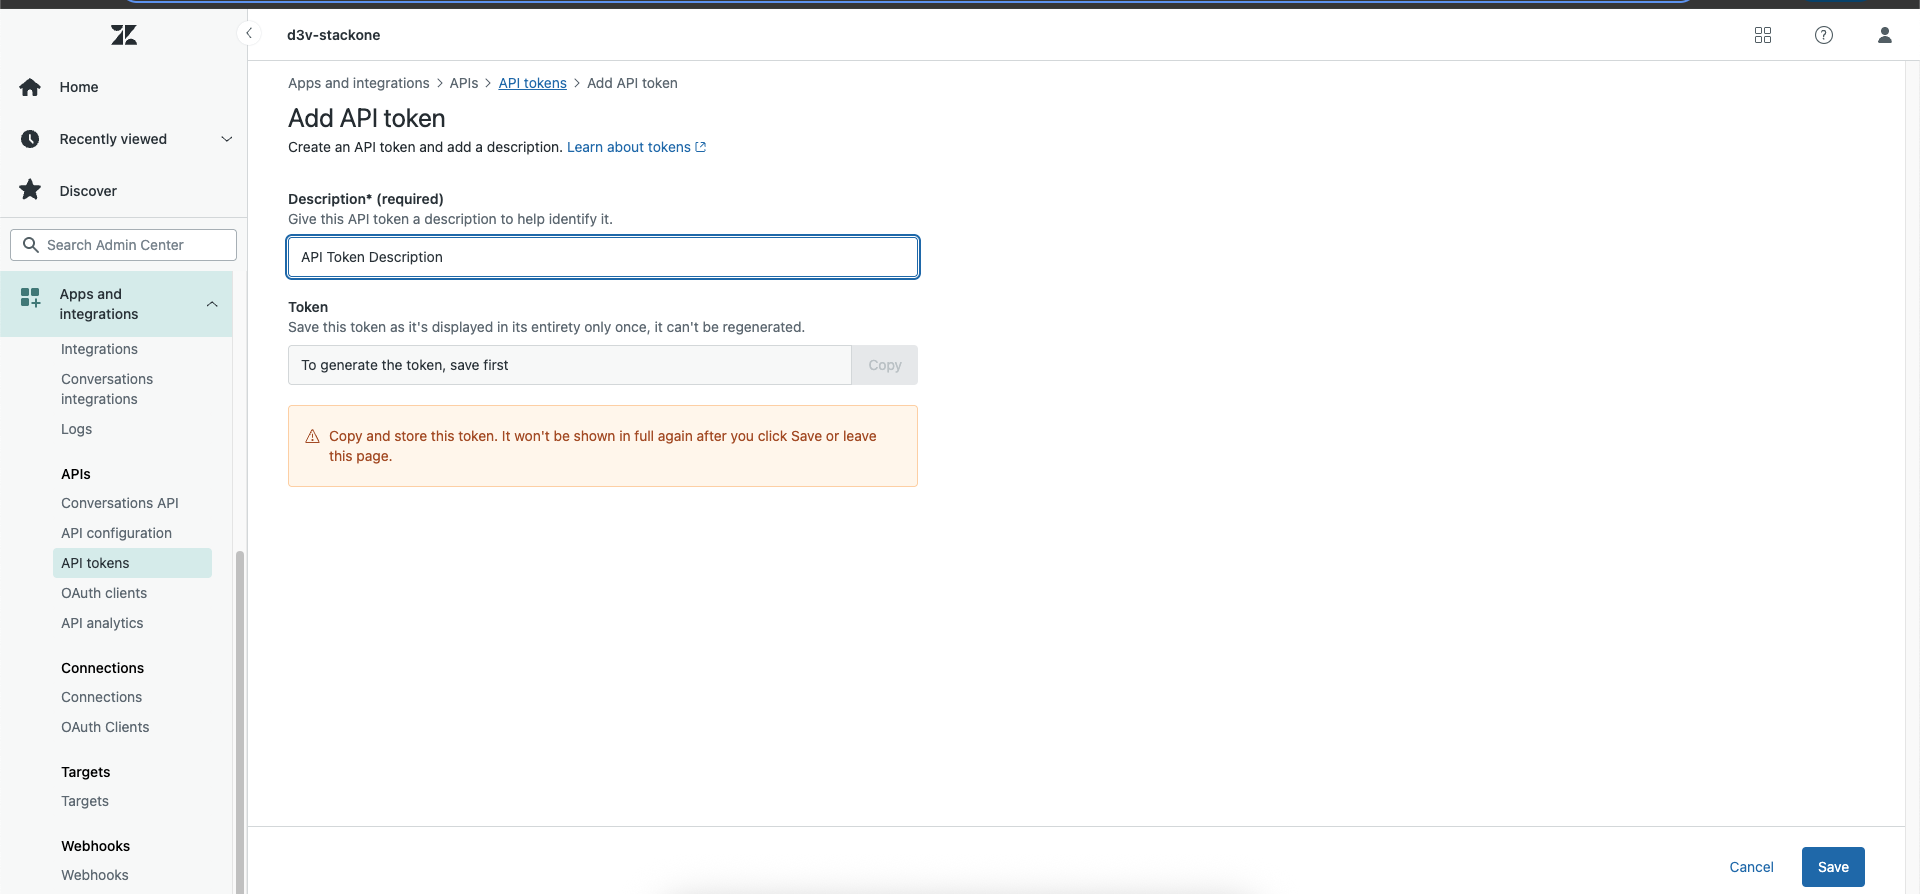 d3v-stackone
Home
Recently viewed
Discover
Search Admin Center
Apps and
integrations
Integrations
Conversations
integrations
Logs
APIs
Conversations API
API configuration
API tokens
OAuth clients
API analytics
Connections
Connections
OAuth Clients
Targets
Targets
Webhooks
Webhooks
Apps and integrations > APIs > API tokens > Add API token
Add API token
Create an API token and add a description. Learn about tokens
Description* (required)
Give this API token a description to help identify it.
API Token Description
Token
Save this token as it's displayed in its entirety only once, it can't be regenerated.
To generate the token, save first
Copy
Copy and store this token. It won't be shown in full again after you click Save or leave
this page.
Cancel
Save